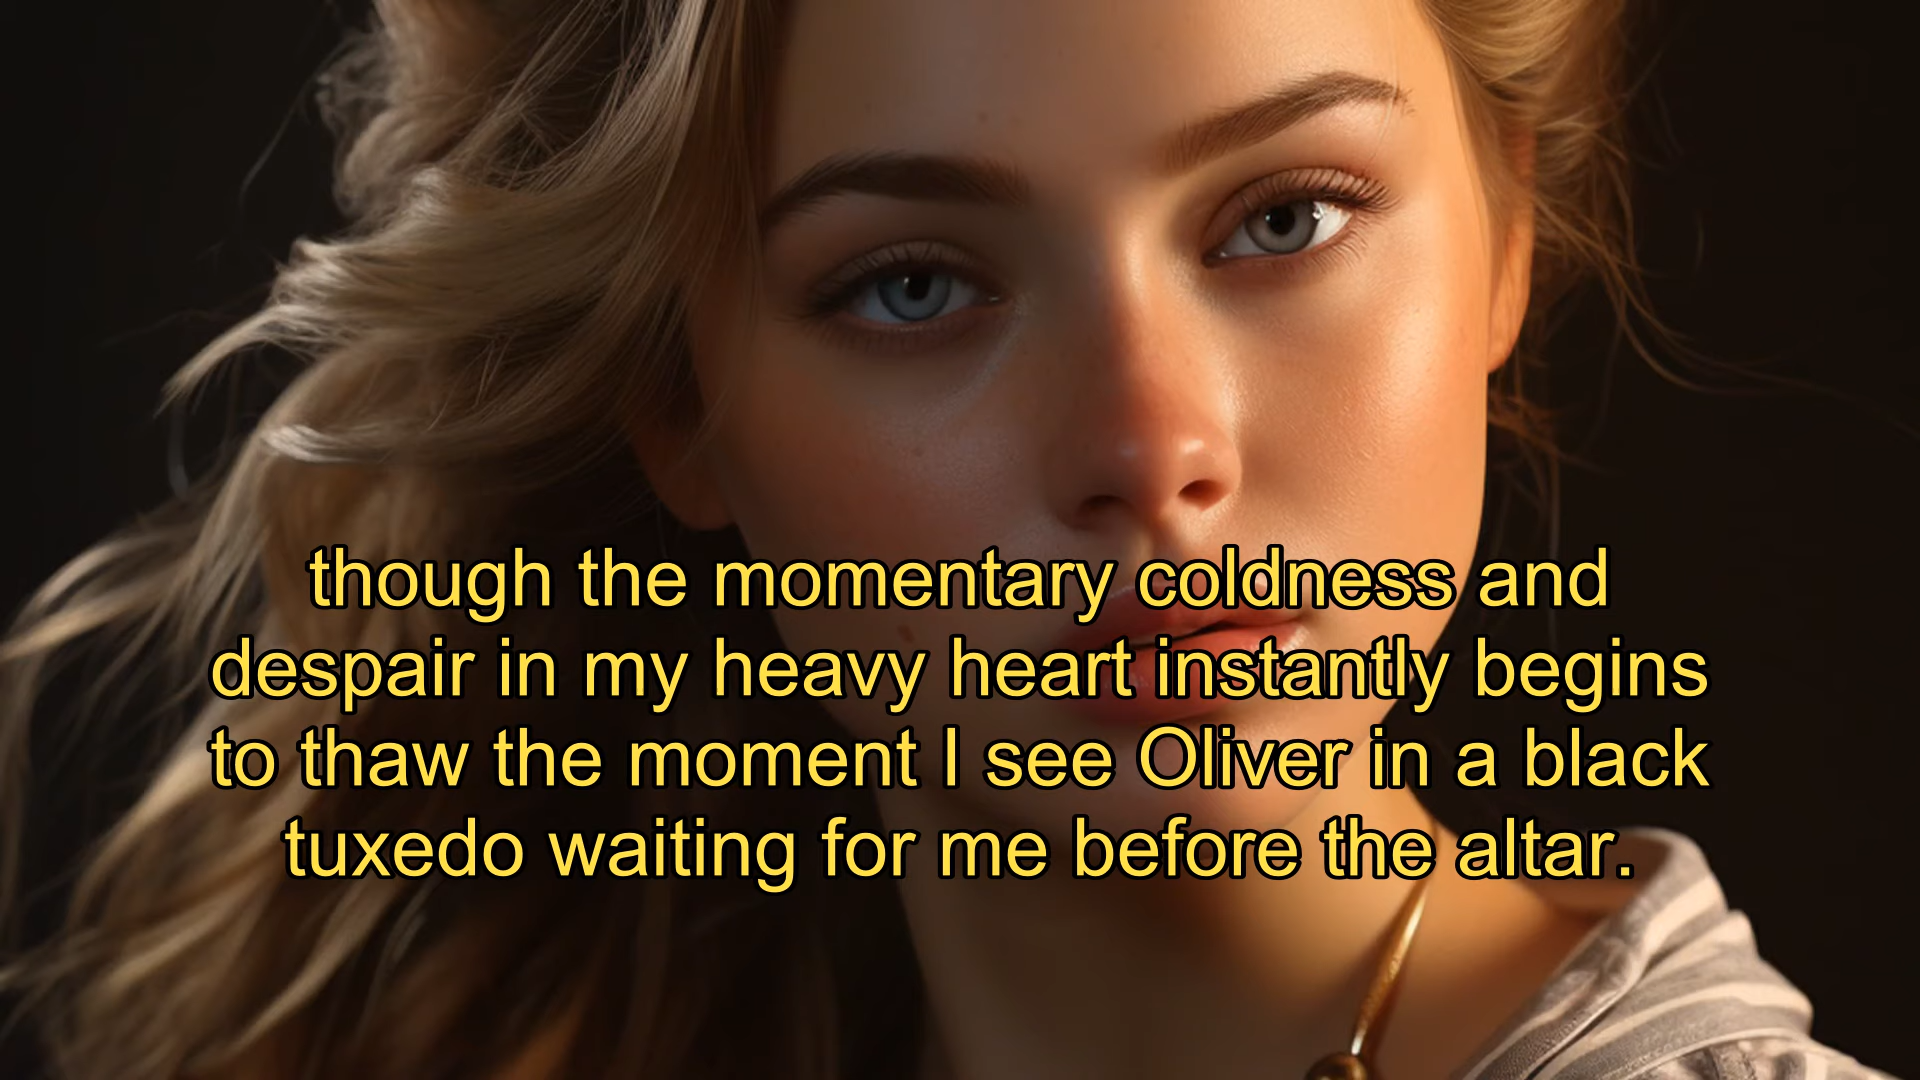 though the momentary coldness and
despair in my heavy heart instantly begins
to thaw the moment I see Oliver in a black
tuxedo waiting for me before the altar.